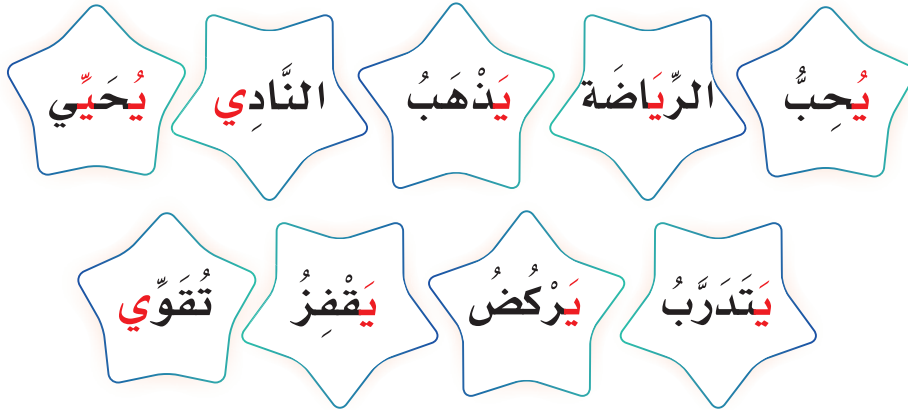 يُحِبُّ الرِّيَاضَة يَذْهَبُ النَّادِي يُحَيِّي
يَتَدَرَّبُ يَرْكُضُ يَقْفِزُ تُقَوِّي